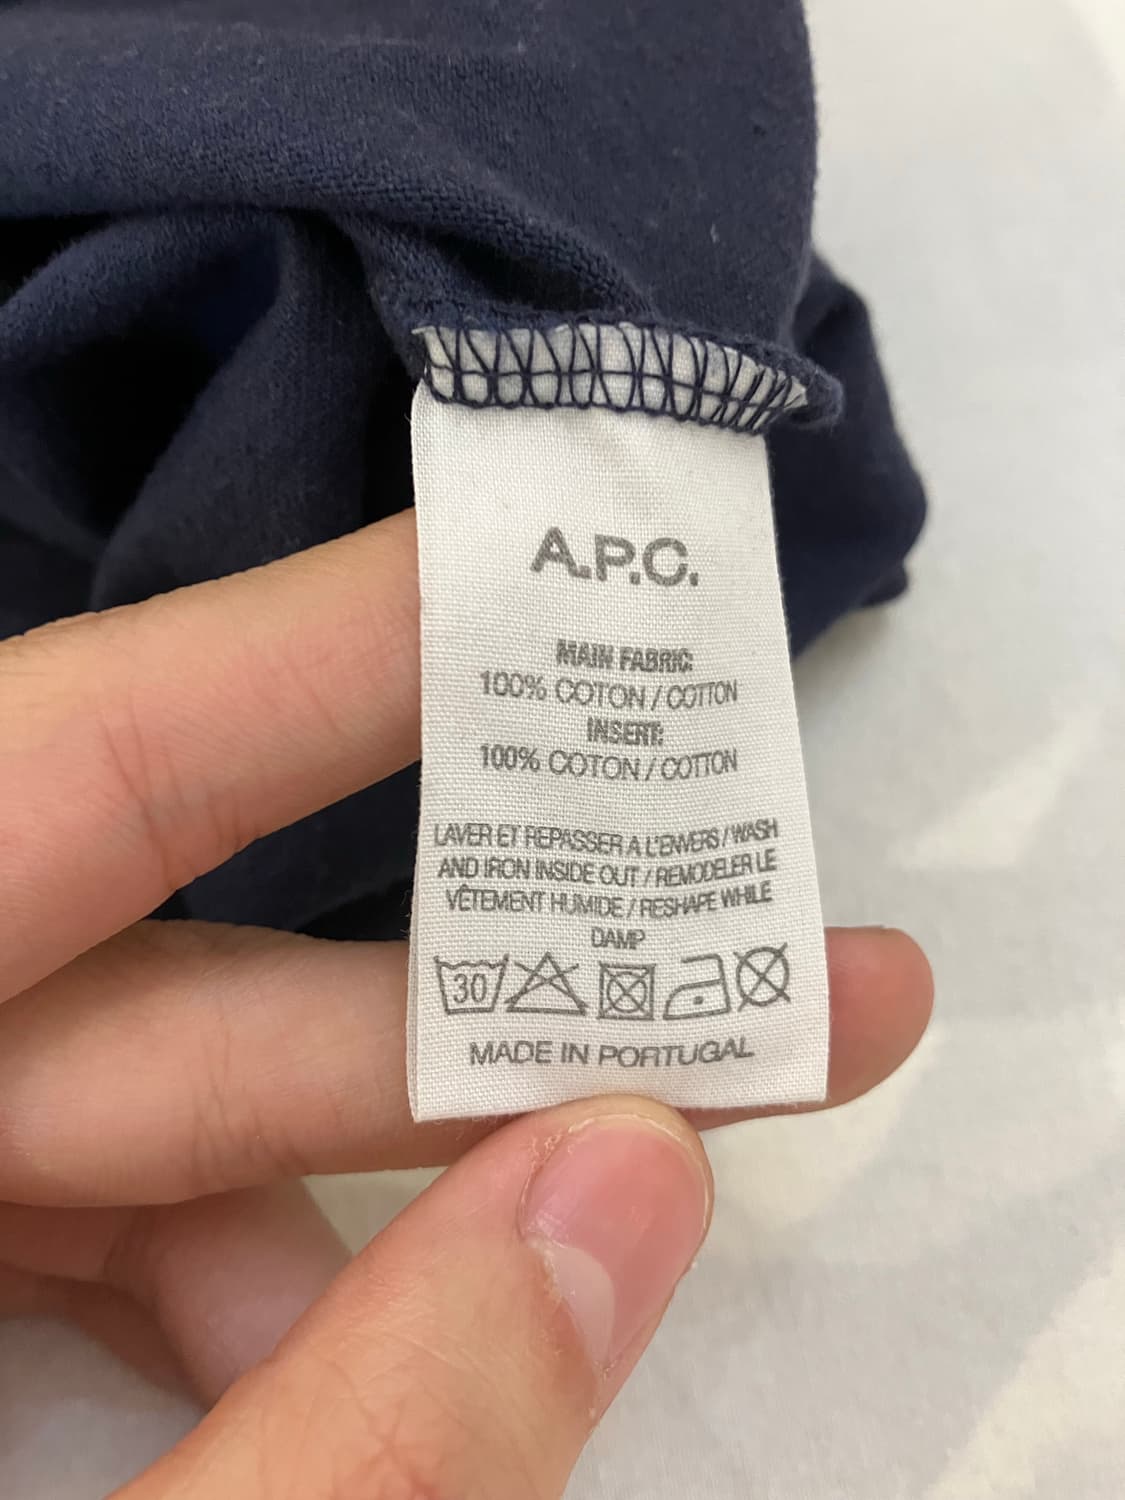 A.P.C.
MAIN FABRIC:
100% COTON / COTTON
INSERT:
100% COTON / COTTON
LAVER ET REPASSER A L'ENVERS / WASH
AND IRON INSIDE OUT / REMODELER LE
VÊTEMENT HUMIDE / RESHAPE WHILE
DAMP
30
MADE IN PORTUGAL